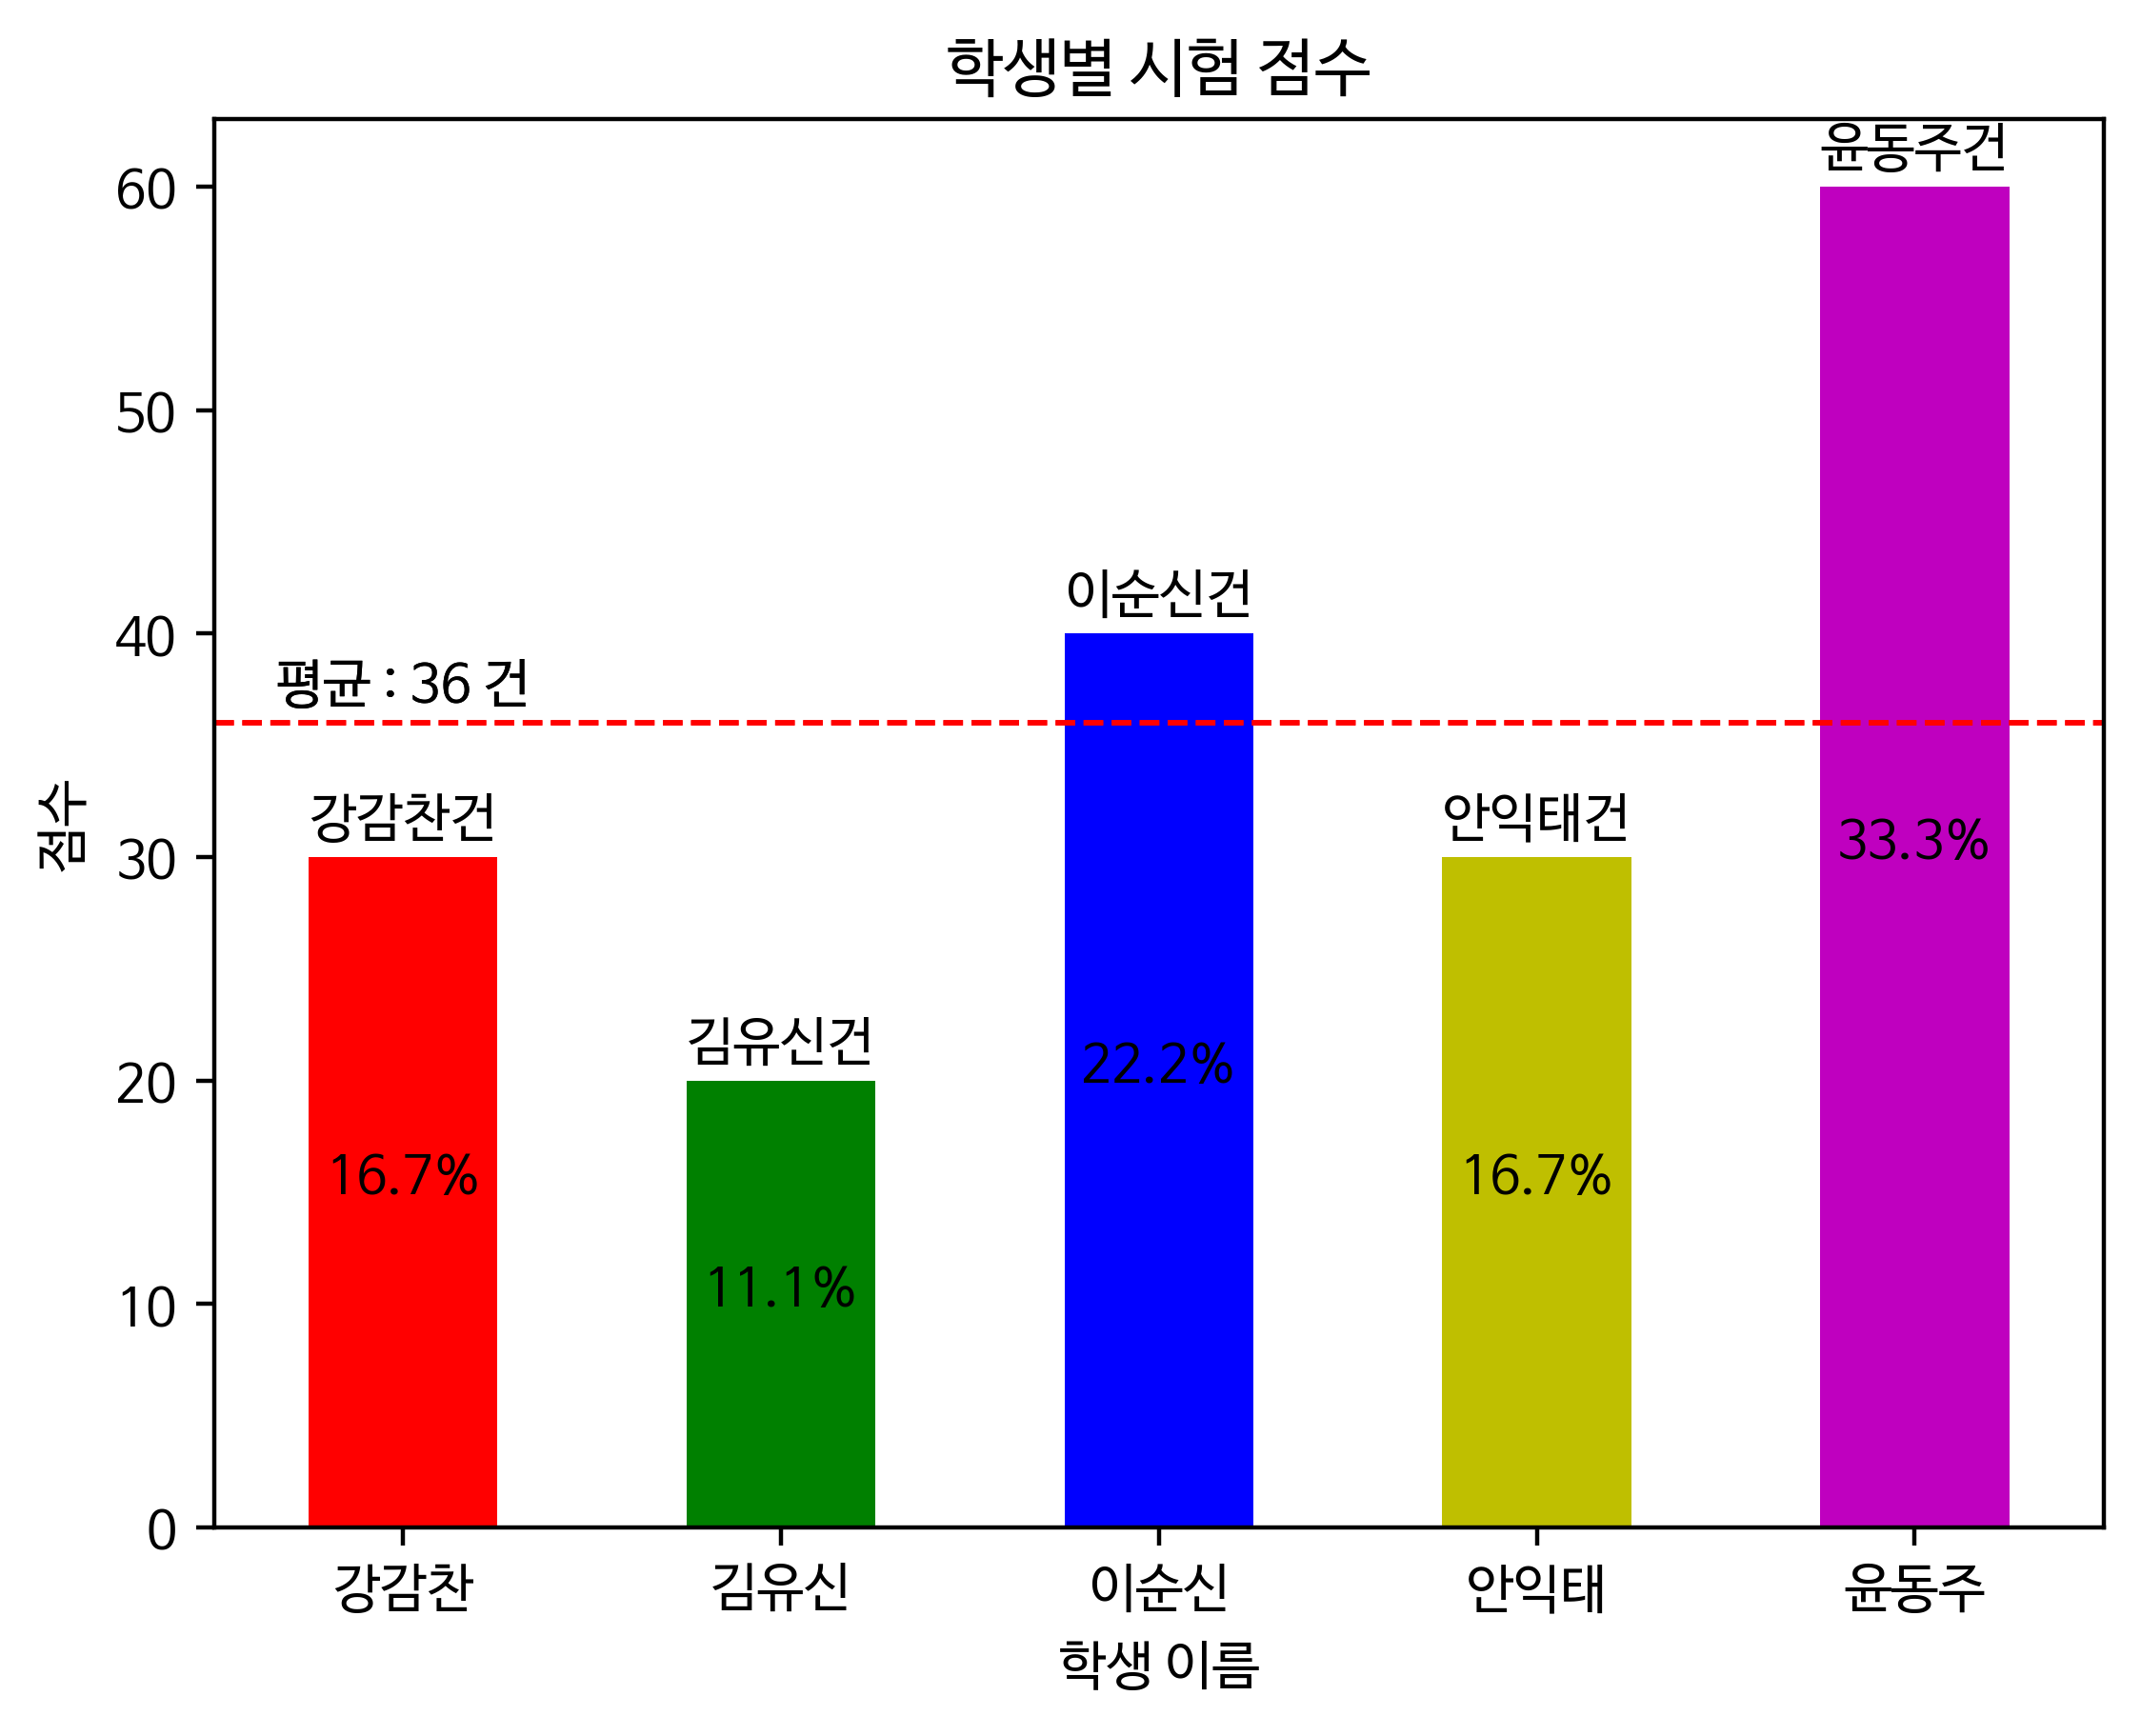 학생별 시험 점수
윤동주건
60
50
이순신건
40
평균 : 36 건
강감찬건
안익태건
33.3%
30
점수
김유신건
22.2%
20
16.7%
16.7%
11.1%
10
0
강감찬
김유신
이순신
안익태
윤동주
학생 이름